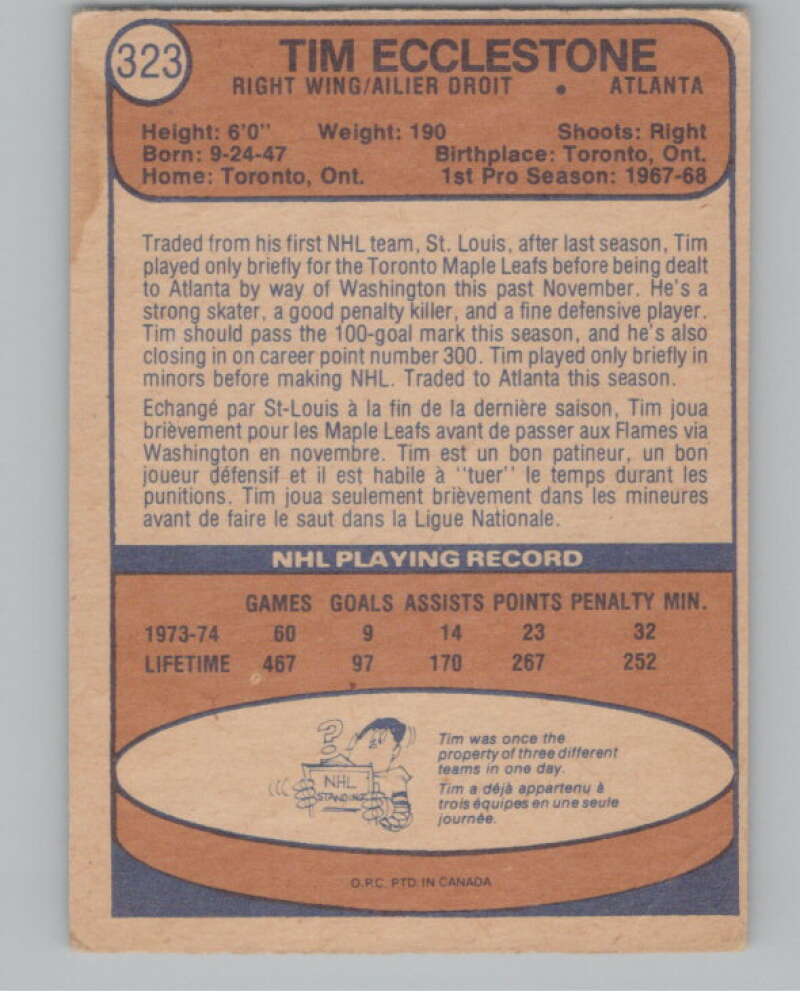 323
TIM ECCLESTONE
RIGHT WING/AILIER DROIT • ATLANTA
Height: 6'0" Weight: 190 Shoots: Right
Born: 9-24-47 Birthplace: Toronto, Ont.
Home: Toronto, Ont. 1st Pro Season: 1967-68
Traded from his first NHL team, St. Louis, after last season, Tim
played only briefly for the Toronto Maple Leafs before being dealt
to Atlanta by way of Washington this past November. He's a
strong skater, a good penalty killer, and a fine defensive player.
Tim should pass the 100-goal mark this season, and he's also
closing in on career point number 300. Tim played only briefly in
minors before making NHL. Traded to Atlanta this season.
Echangé par St-Louis à la fin de la dernière saison, Tim joua
brièvement pour les Maple Leafs avant de passer aux Flames via
Washington en novembre. Tim est un bon patineur, un bon
joueur défensif et il est habile à "tuer" le temps durant les
punitions. Tim joua seulement brièvement dans les mineures
avant de faire le saut dans la Ligue Nationale.
NHL PLAYING RECORD
GAMES GOALS ASSISTS POINTS PENALTY MIN.
1973-74 60 9 14 23 32
LIFETIME 467 97 170 267 252
?
NHL
STANDING
Tim was once the
property of three different
teams in one day.
Tim a déjà appartenu à
trois équipes en une seule
journée.
O.P.C. PTD. IN CANADA